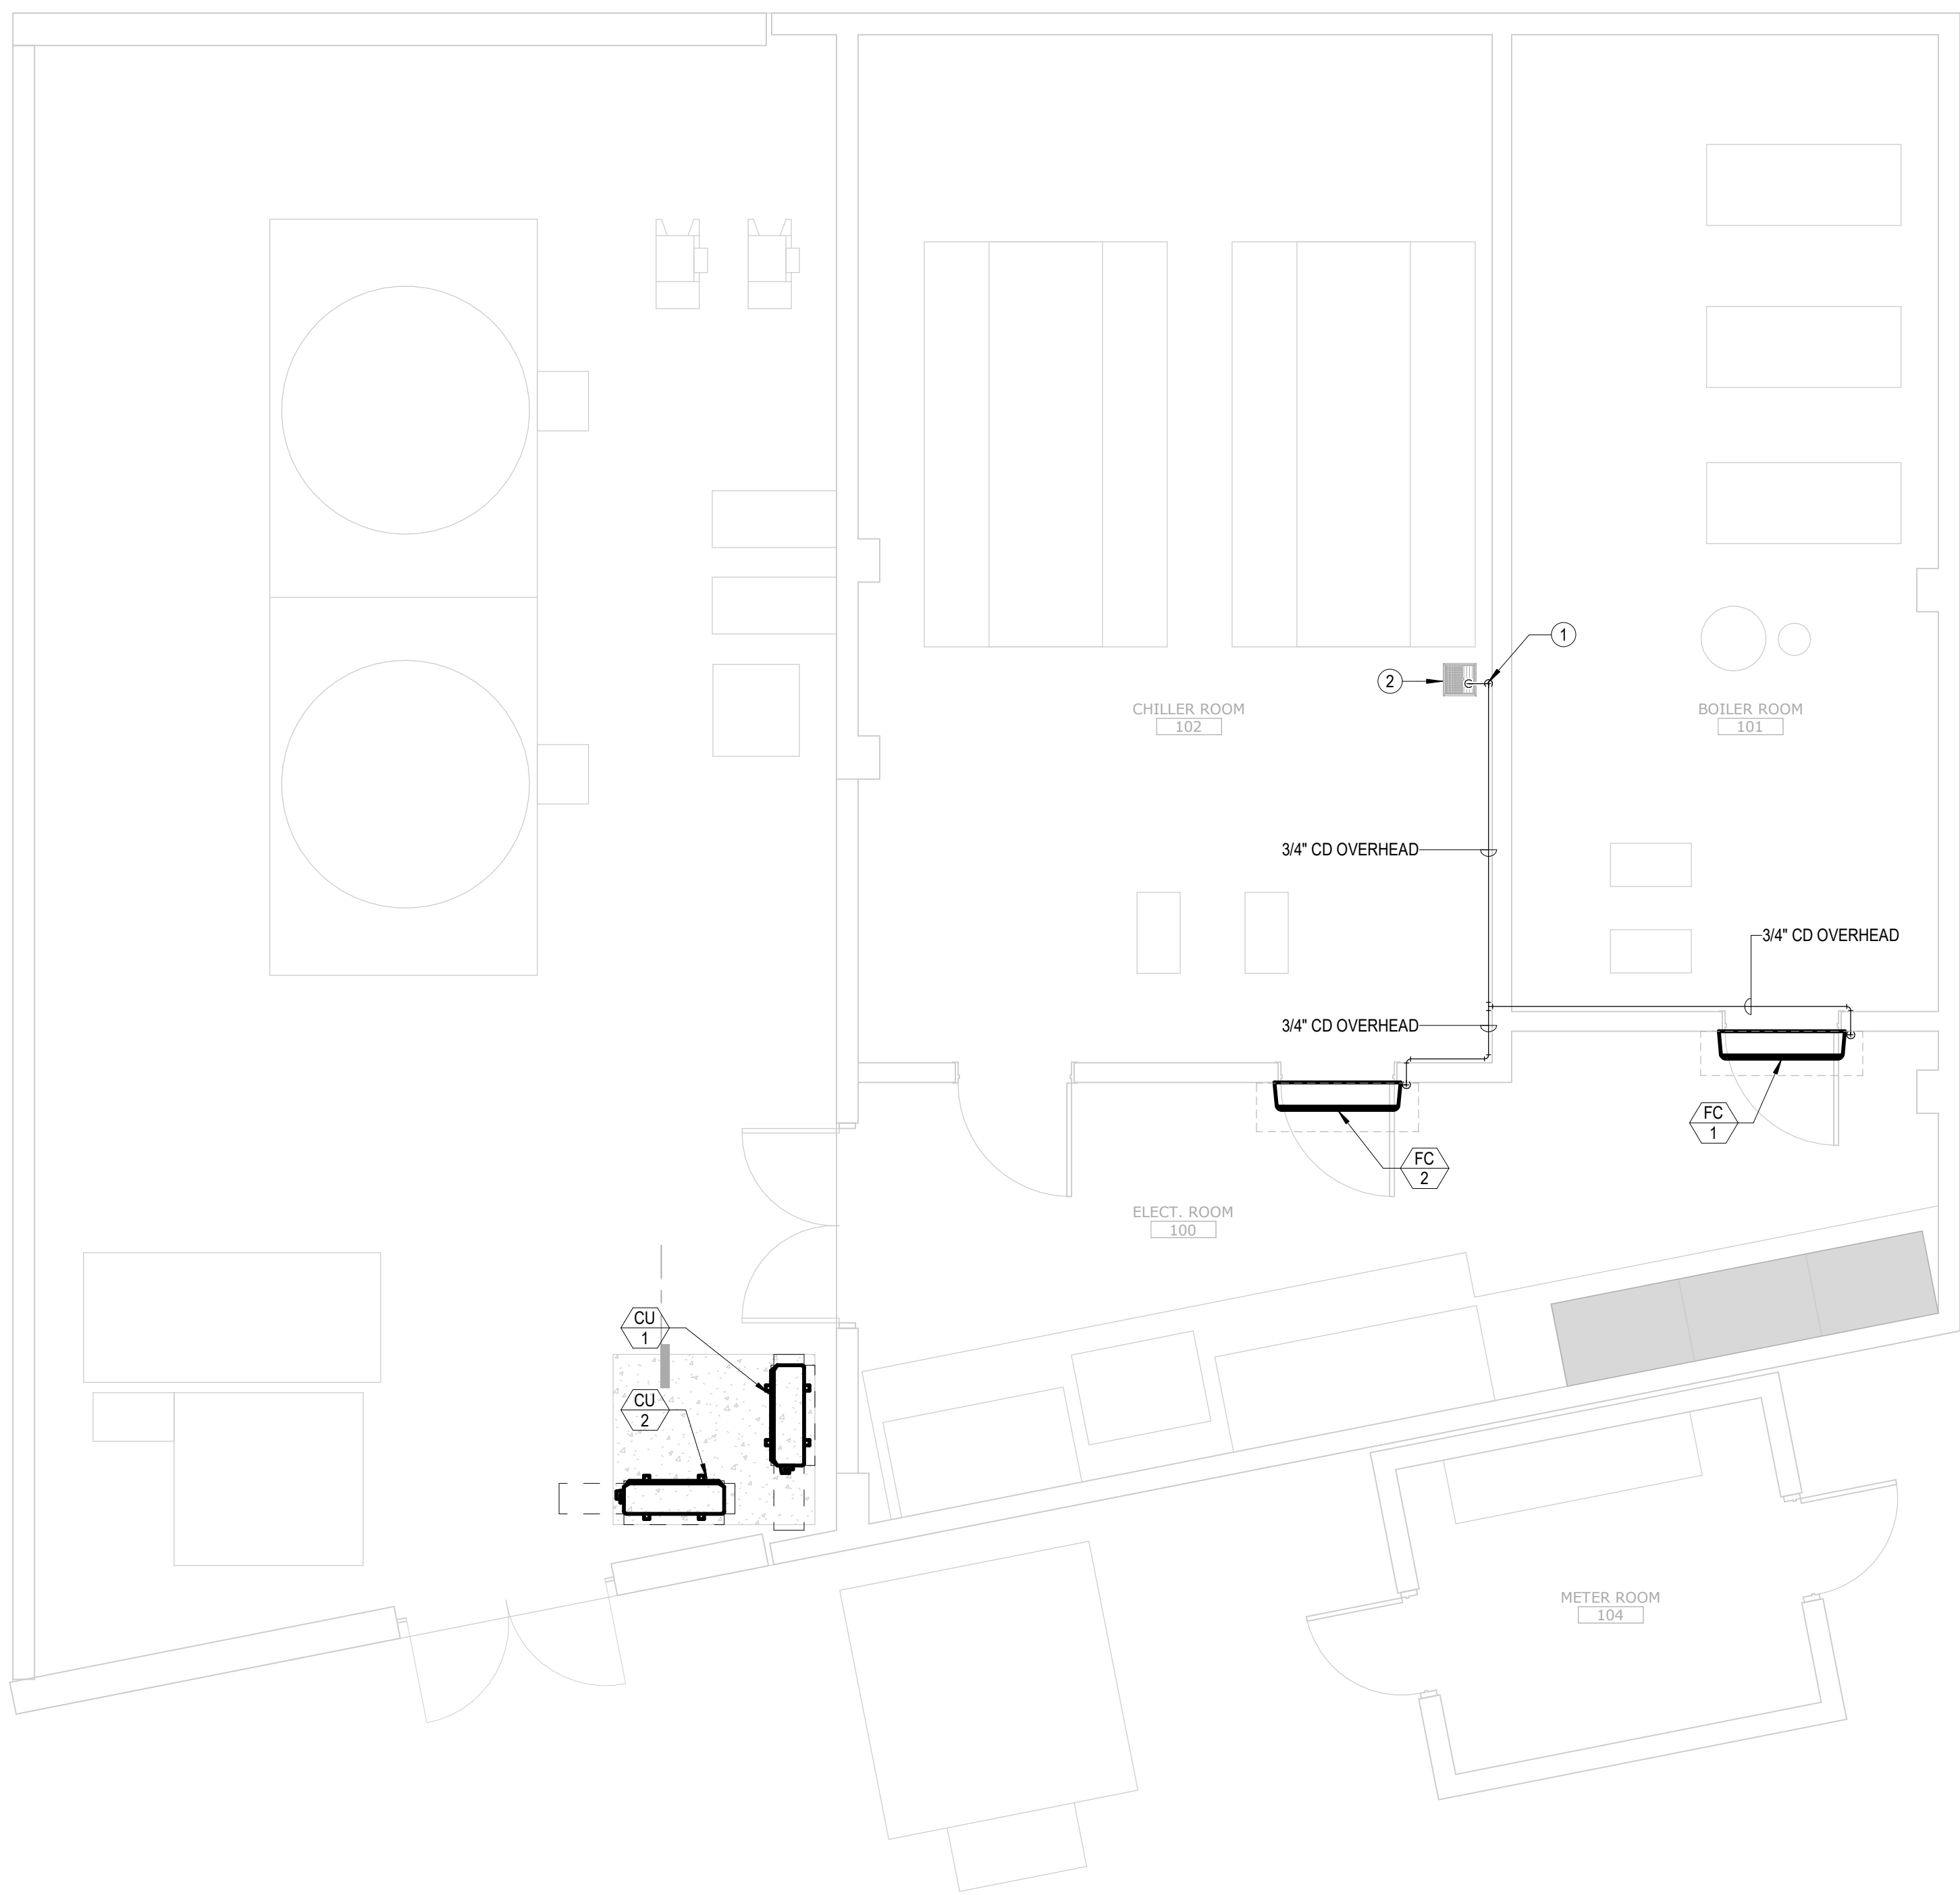 1
2
CHILLER ROOM
102
BOILER ROOM
101
3/4" CD OVERHEAD
3/4" CD OVERHEAD
3/4" CD OVERHEAD
FC
1
FC
2
ELECT. ROOM
100
CU
1
CU
2
METER ROOM
104